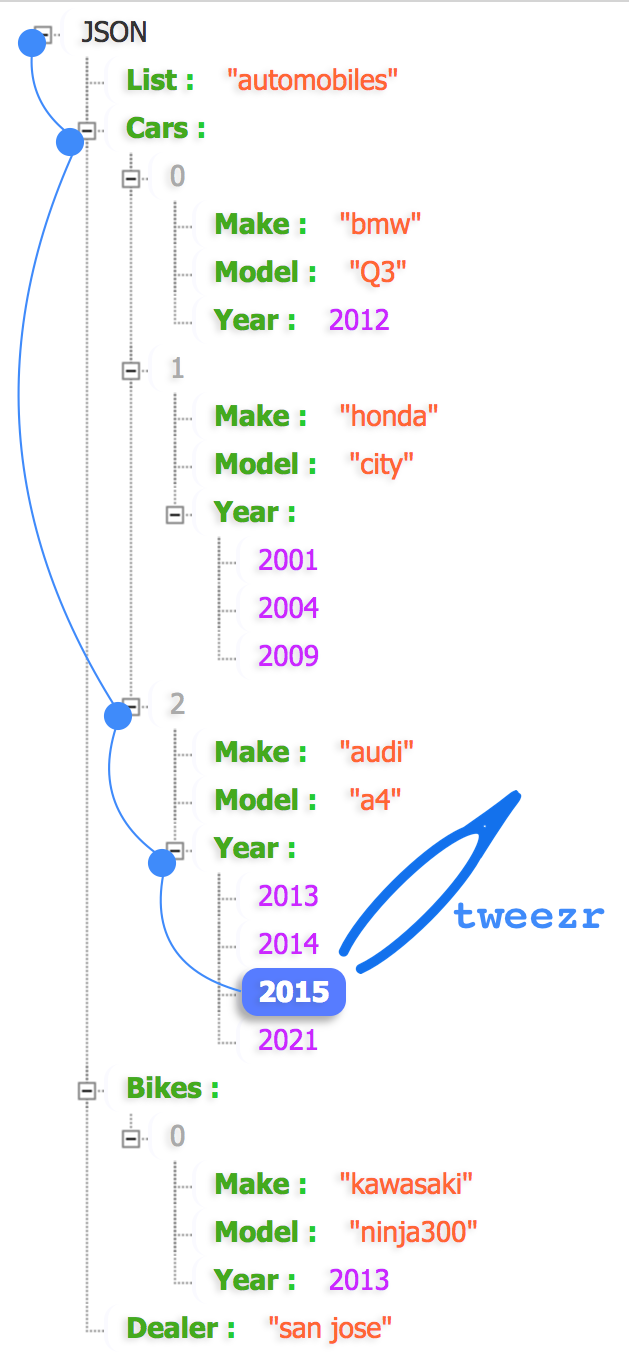 JSON
List : "automobiles"
Cars :
0
Make : "bmw"
Model : "Q3"
Year : 2012
1
Make : "honda"
Model : "city"
Year :
2001
2004
2009
2
Make : "audi"
Model : "a4"
Year :
2013
tweezr
2014
2015
2021
Bikes :
0
Make : "kawasaki"
Model : "ninja300"
Year : 2013
Dealer : "san jose"